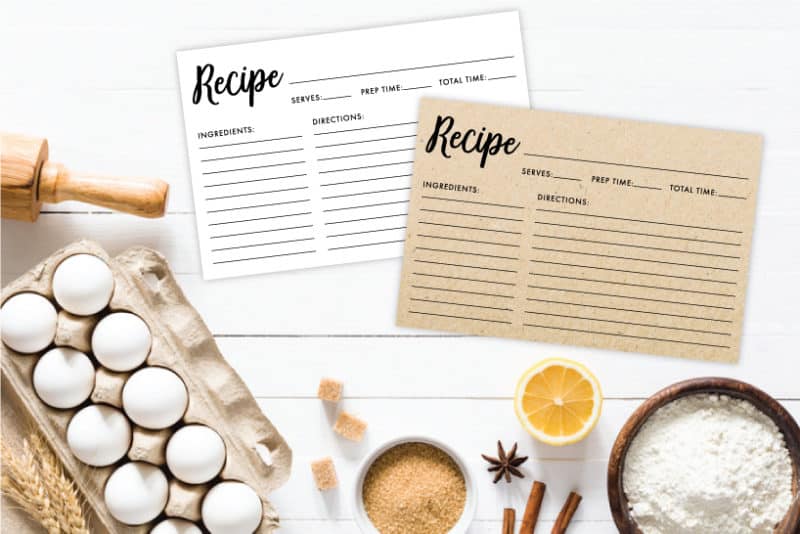 Recipe
SERVES: PREP TIME: TOTAL TIME:
INGREDIENTS: DIRECTIONS:
Recipe
SERVES: PREP TIME: TOTAL TIME:
INGREDIENTS: DIRECTIONS: